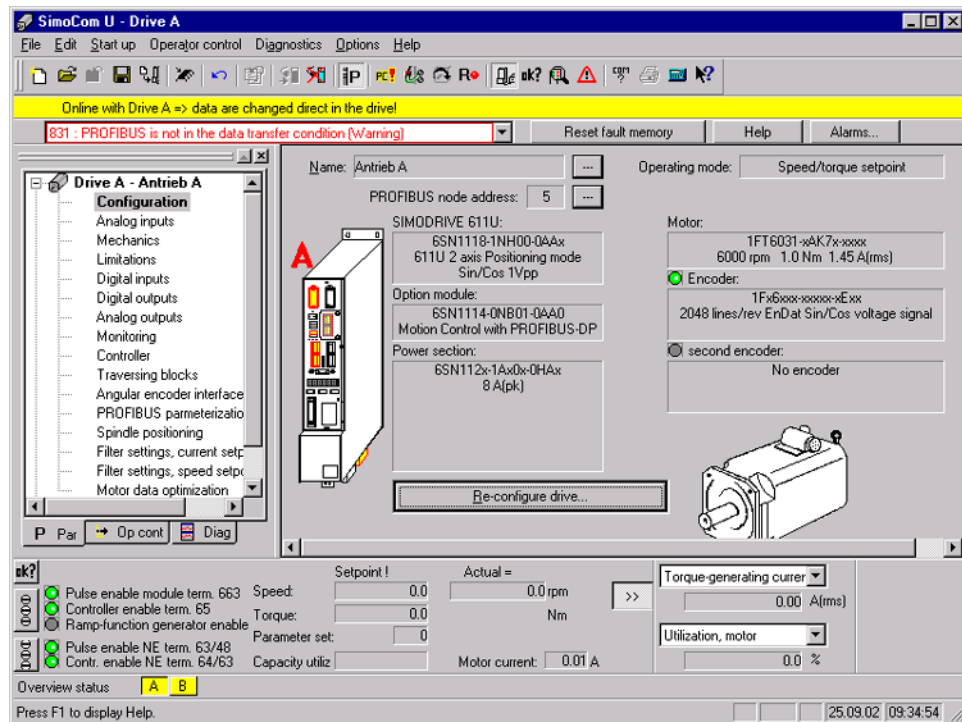 SimoCom U - Drive A
File Edit Start up Operator control Diagnostics Options Help
P PC! R ok? com ?
Online with Drive A => data are changed direct in the drive!
831 : PROFIBUS is not in the data transfer condition (Warning) Reset fault memory Help Alarms...
Drive A - Antrieb A
Configuration
Analog inputs
Mechanics
Limitations
Digital inputs
Digital outputs
Analog outputs
Monitoring
Controller
Traversing blocks
Angular encoder interface
PROFIBUS parmeterizatio
Spindle positioning
Filter settings, current setp
Filter settings, speed setpo
Motor data optimization
P Par Op cont Diag
Name: Antrieb A ...
Operating mode: Speed/torque setpoint
PROFIBUS node address: 5 ...
A
SIMODRIVE 611U:
6SN1118-1NH00-0AAx
611U 2 axis Positioning mode
Sin/Cos 1Vpp
Option module:
6SN1114-0NB01-0AA0
Motion Control with PROFIBUS-DP
Power section:
6SN112x-1Ax0x-0HAx
8 A(pk)
Motor:
1FT6031-xAK7x-xxxx
6000 rpm 1.0 Nm 1.45 A(rms)
Encoder:
1Fx6xxx-xxxxx-xExx
2048 lines/rev EnDat Sin/Cos voltage signal
second encoder:
No encoder
Re-configure drive...
ok?
Pulse enable module term. 663
Controller enable term. 65
Ramp-function generator enable
Pulse enable NE term. 63/48
Contr. enable NE term. 64/63
Setpoint ! Actual =
Speed: 0.0 0.0 rpm
Torque: 0.0 Nm
Parameter set: 0
Capacity utiliz Motor current: 0.01 A
>>
Torque-generating currer
0.00 A(rms)
Utilization, motor
0.0 %
Overview status A B
Press F1 to display Help. 25.09.02 09:34:54